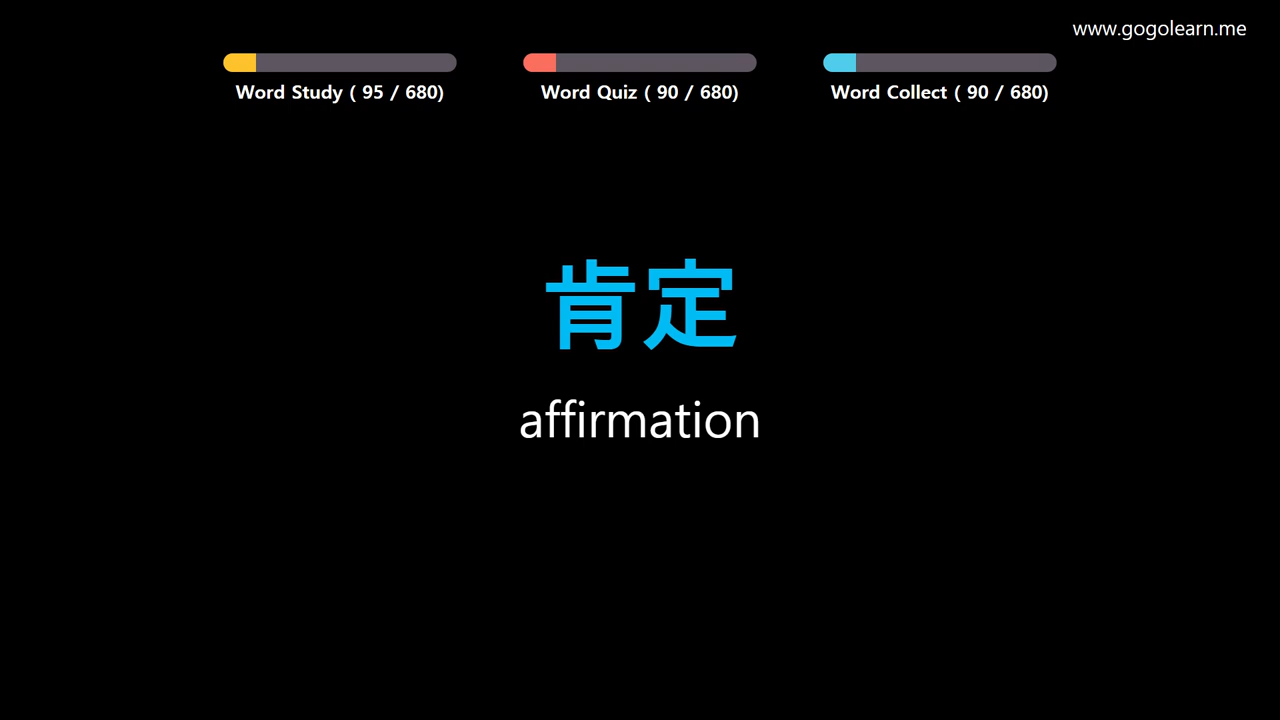 www.gogolearn.me
Word Study ( 95 / 680)
Word Quiz ( 90 / 680)
Word Collect ( 90 / 680)
肯定
affirmation